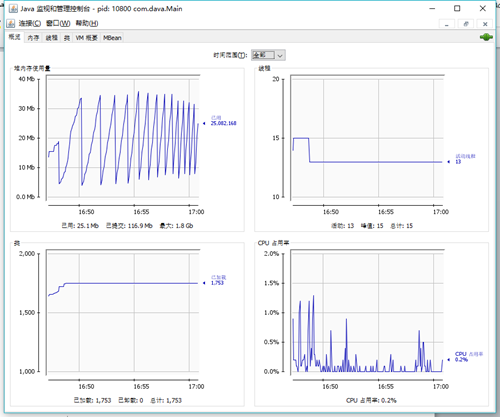 Java 监视和管理控制台 - pid: 10800 com.dava.Main
连接(C) 窗口(W) 帮助(H)
概览 内存 线程 类 VM 概要 MBean
时间范围(T): 全部
堆内存使用量
40 Mb
30 Mb
20 Mb
10 Mb
0.0 Mb
已用
25,082,168
16:50 16:55 17:00
已用: 25.1 Mb 已提交: 116.9 Mb 最大: 1.8 Gb
线程
20
15
10
活动线程
13
16:50 16:55 17:00
活动: 13 峰值: 15 总计: 15
类
2,000
1,500
1,000
已加载
1,753
16:50 16:55 17:00
已加载: 1,753 已卸载: 0 总计: 1,753
CPU 占用率
2.0%
1.5%
1.0%
0.5%
0.0%
CPU 占用率
0.2%
16:50 16:55 17:00
CPU 占用率: 0.2%